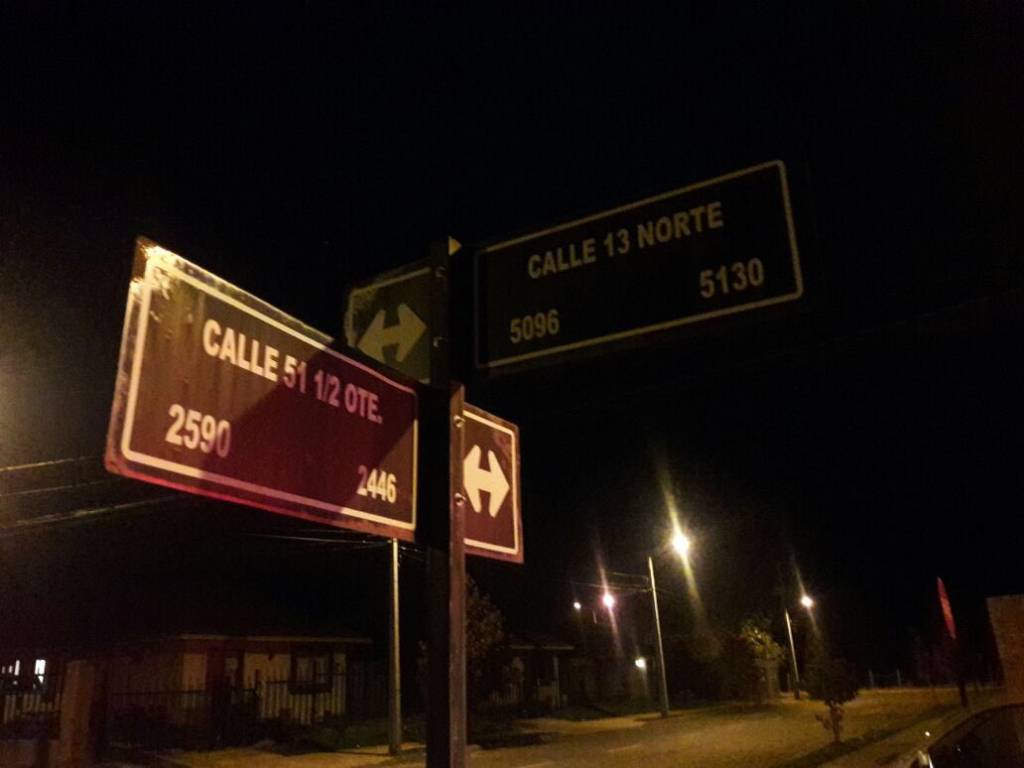 CALLE 51 1/2 OTE.
2590 2446
CALLE 13 NORTE
5096 5130